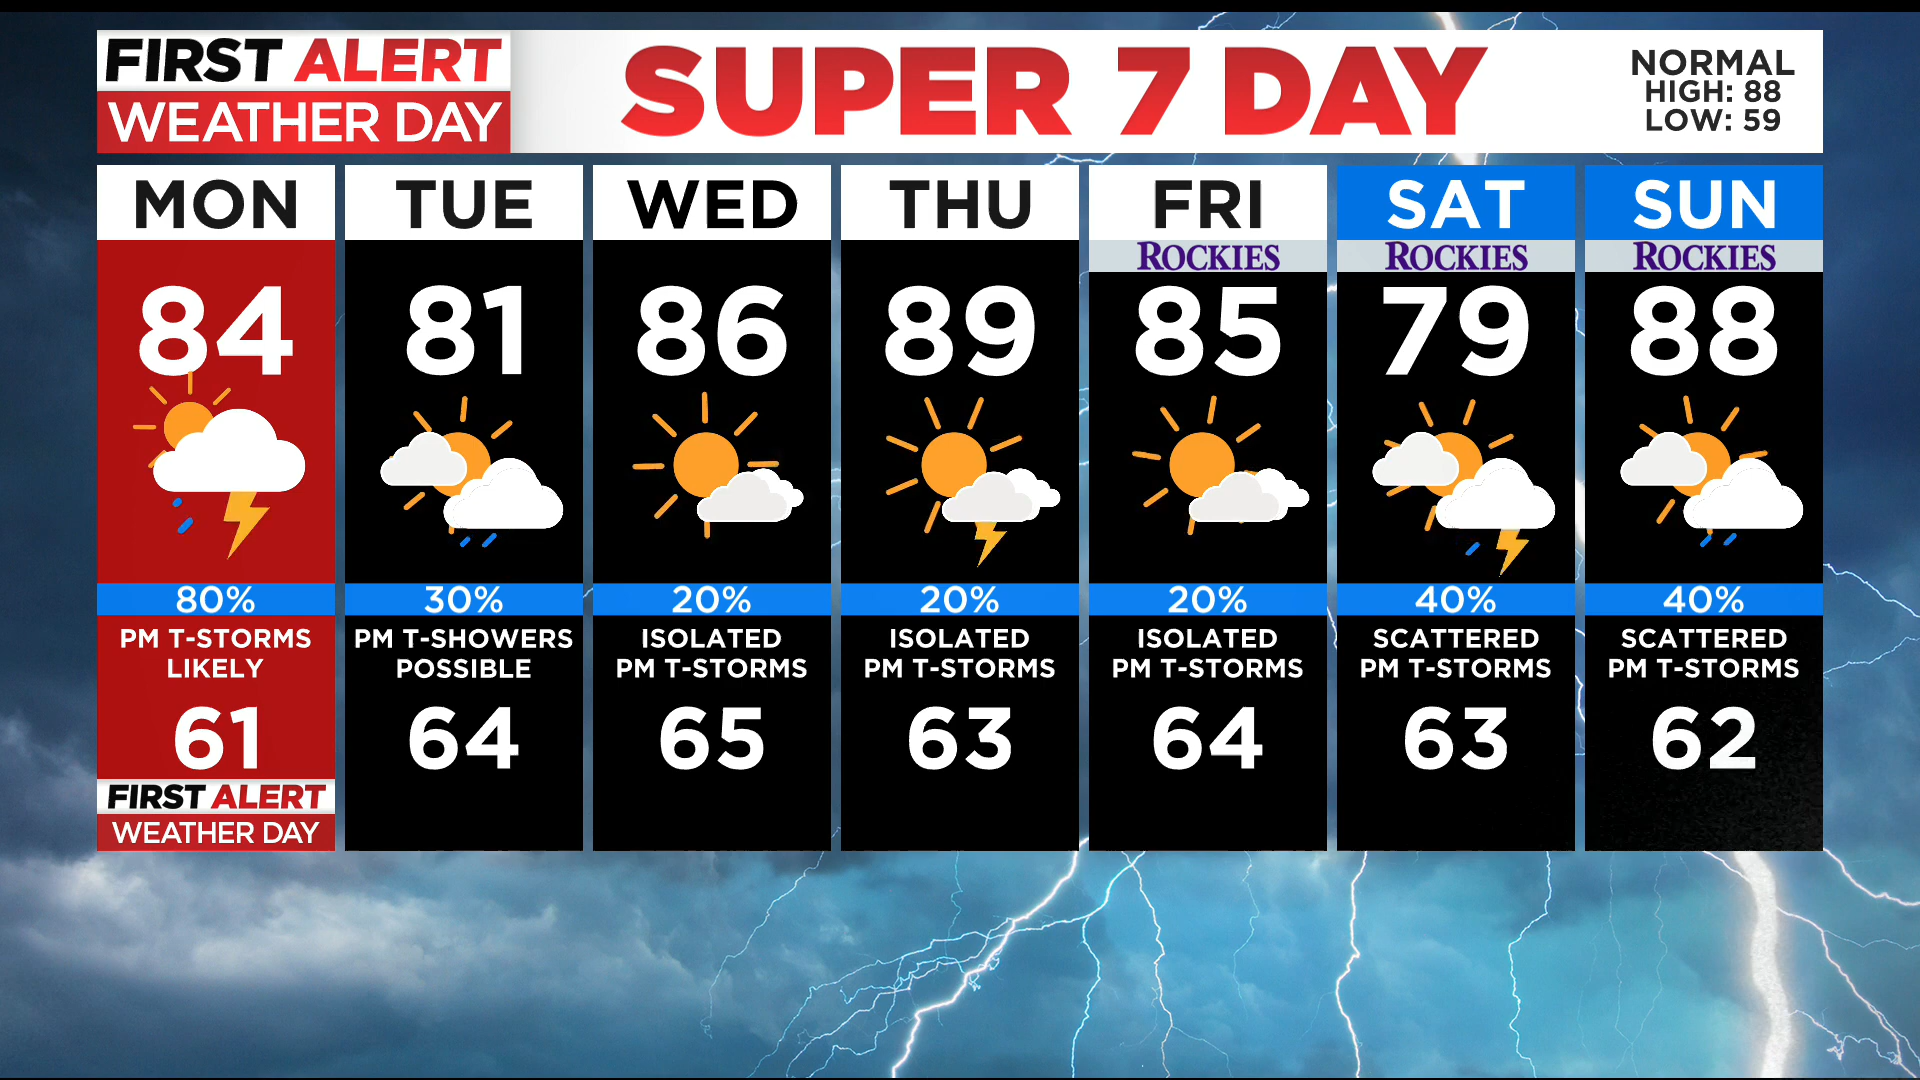 FIRST ALERT
WEATHER DAY
SUPER 7 DAY
NORMAL
HIGH: 88
LOW: 59
MON
84
80%
PM T-STORMS
LIKELY
61
FIRST ALERT
WEATHER DAY
TUE
81
30%
PM T-SHOWERS
POSSIBLE
64
WED
86
20%
ISOLATED
PM T-STORMS
65
THU
89
20%
ISOLATED
PM T-STORMS
63
FRI
ROCKIES
85
20%
ISOLATED
PM T-STORMS
64
SAT
ROCKIES
79
40%
SCATTERED
PM T-STORMS
63
SUN
ROCKIES
88
40%
SCATTERED
PM T-STORMS
62